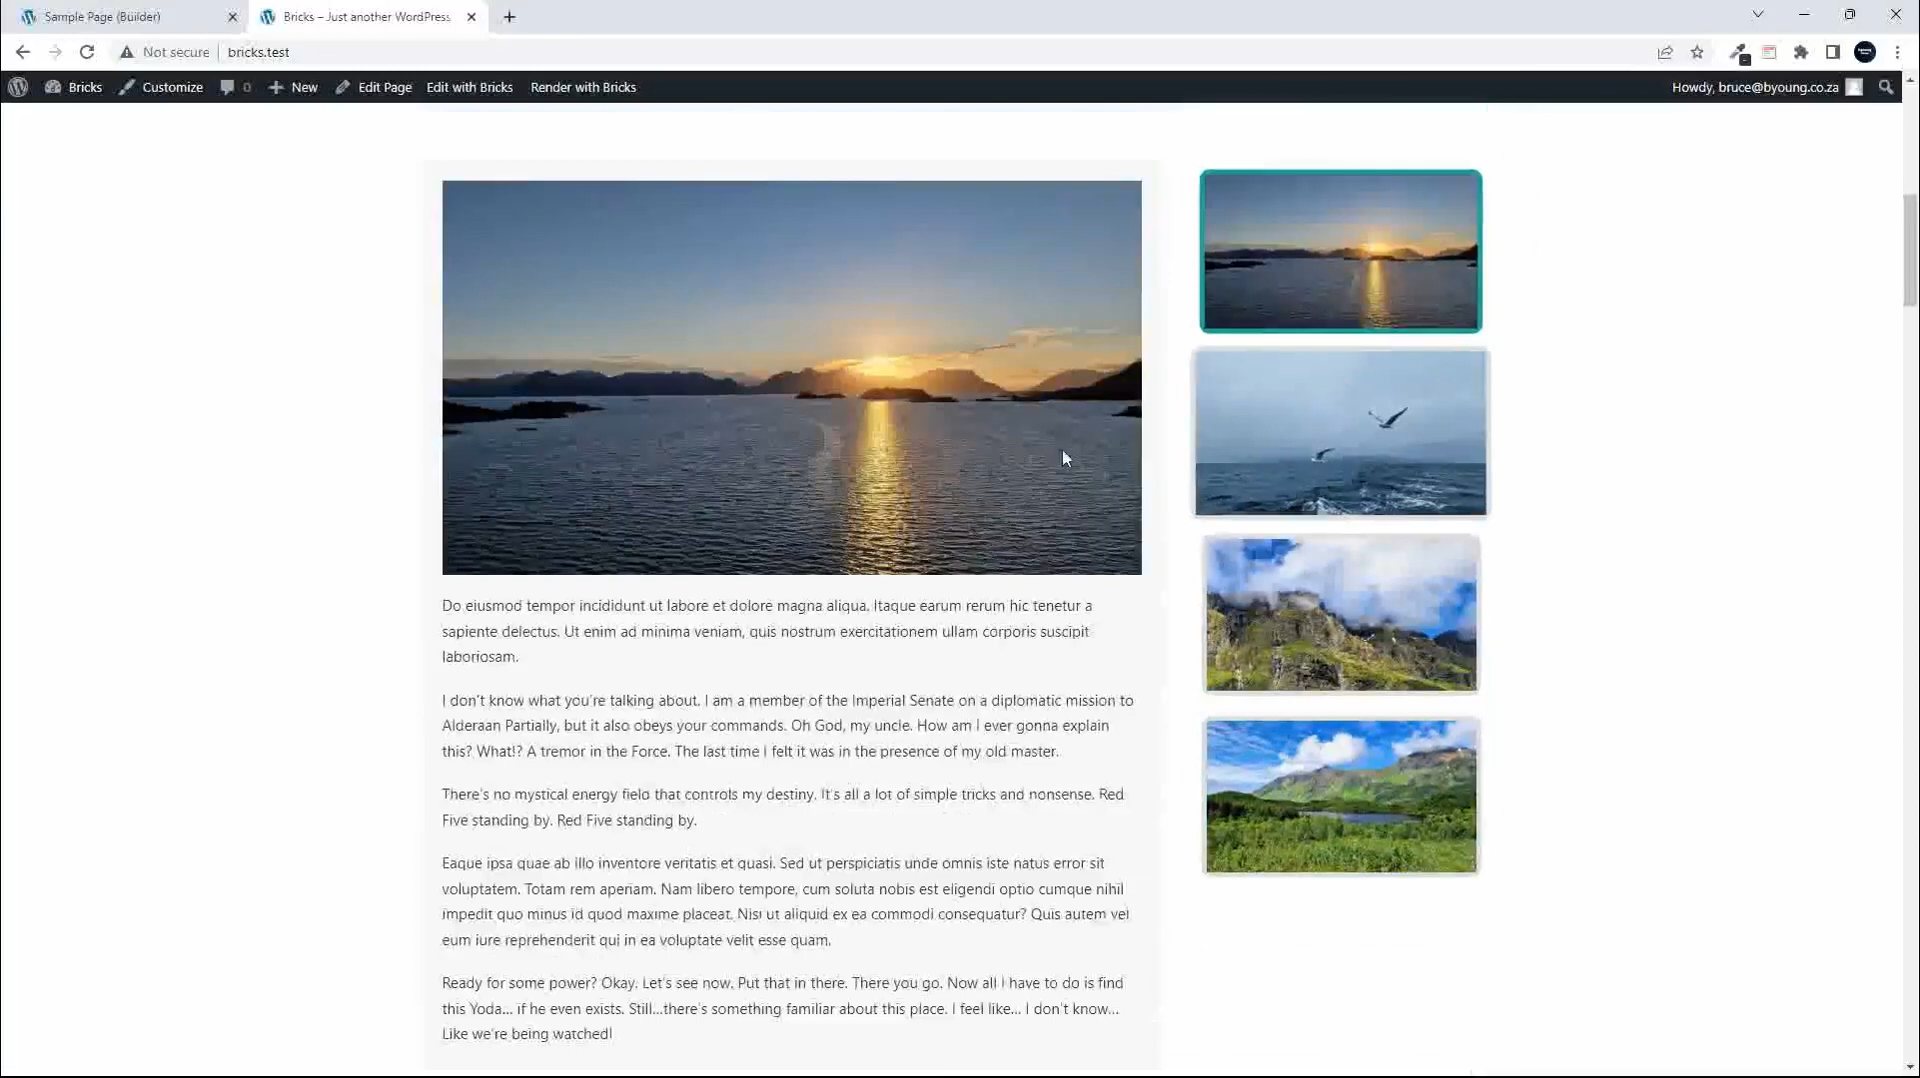 Sample Page (Builder)
Bricks – Just another WordPress
Not secure
bricks.test
Bricks
Customize
0
New
Edit Page
Edit with Bricks
Render with Bricks
Howdy, bruce@byoung.co.za
Do eiusmod tempor incididunt ut labore et dolore magna aliqua. Itaque earum rerum hic tenetur a
sapiente delectus. Ut enim ad minima veniam, quis nostrum exercitationem ullam corporis suscipit
laboriosam.
I don't know what you're talking about. I am a member of the Imperial Senate on a diplomatic mission to
Alderaan Partially, but it also obeys your commands. Oh God, my uncle. How am I ever gonna explain
this? What!? A tremor in the Force. The last time I felt it was in the presence of my old master.
There's no mystical energy field that controls my destiny. It's all a lot of simple tricks and nonsense. Red
Five standing by. Red Five standing by.
Eaque ipsa quae ab illo inventore veritatis et quasi. Sed ut perspiciatis unde omnis iste natus error sit
voluptatem. Totam rem aperiam. Nam libero tempore, cum soluta nobis est eligendi optio cumque nihil
impedit quo minus id quod maxime placeat. Nisi ut aliquid ex ea commodi consequatur? Quis autem vel
eum iure reprehenderit qui in ea voluptate velit esse quam.
Ready for some power? Okay. Let's see now. Put that in there. There you go. Now all I have to do is find
this Yoda... if he even exists. Still...there's something familiar about this place. I feel like... I don't know...
Like we're being watched!